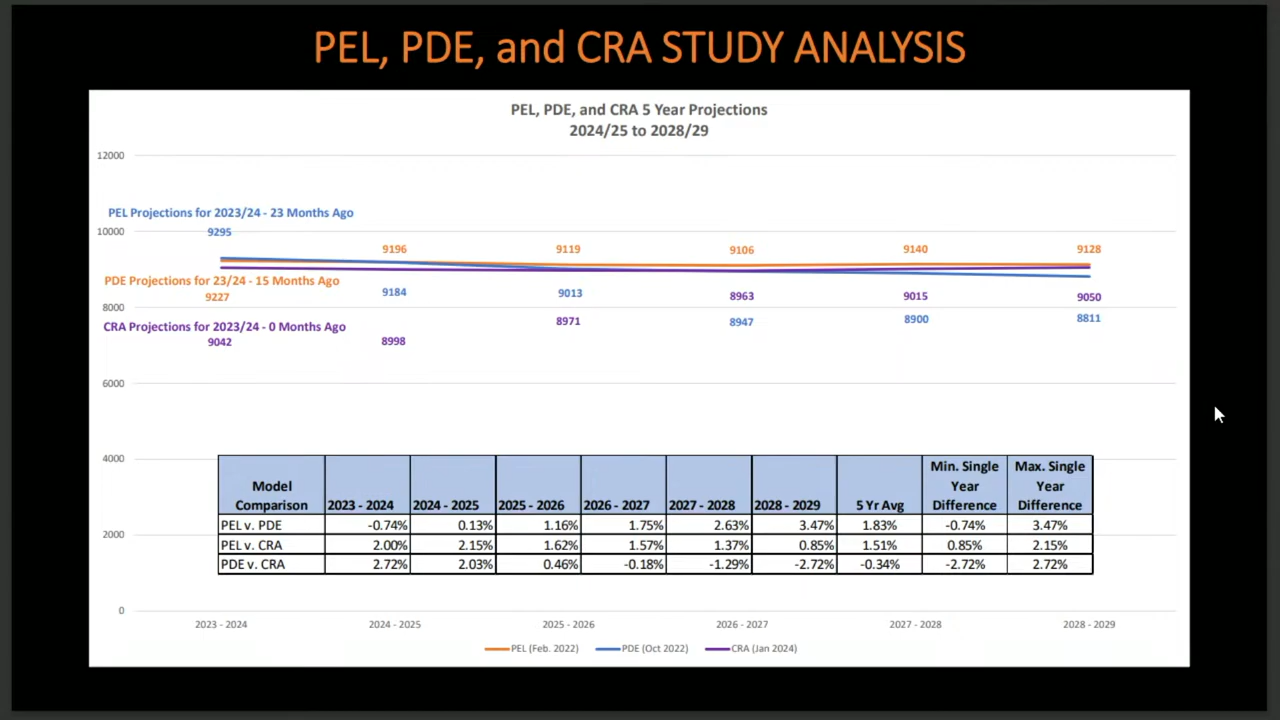 PEL, PDE, and CRA STUDY ANALYSIS
PEL, PDE, and CRA 5 Year Projections
2024/25 to 2028/29
12000
PEL Projections for 2023/24 - 23 Months Ago
10000
9295
9196
9119
9106
9140
9128
PDE Projections for 23/24 - 15 Months Ago
9227
9184
9013
8963
9015
9050
8000
CRA Projections for 2023/24 - 0 Months Ago
9042
8998
8971
8947
8900
8811
6000
4000
2000
0
Model Comparison 2023 - 2024 2024 - 2025 2025 - 2026 2026 - 2027 2027 - 2028 2028 - 2029 5 Yr Avg Min. Single Year Difference Max. Single Year Difference
PEL v. PDE -0.74% 0.13% 1.16% 1.75% 2.63% 3.47% 1.83% -0.74% 3.47%
PEL v. CRA 2.00% 2.15% 1.62% 1.57% 1.37% 0.85% 1.51% 0.85% 2.15%
PDE v. CRA 2.72% 2.03% 0.46% -0.18% -1.29% -2.72% -0.34% -2.72% 2.72%
2023 - 2024 2024 - 2025 2025 - 2026 2026 - 2027 2027 - 2028 2028 - 2029
PEL (Feb. 2022) PDE (Oct 2022) CRA (Jan 2024)